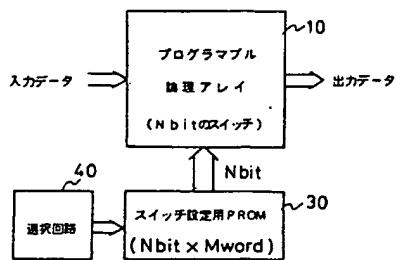 10
プログラマブル
論理アレイ
(Nbitのスイッチ)
入力データ
出力データ
Nbit
40
選択回路
30
スイッチ設定用PROM
(Nbit×Mword)